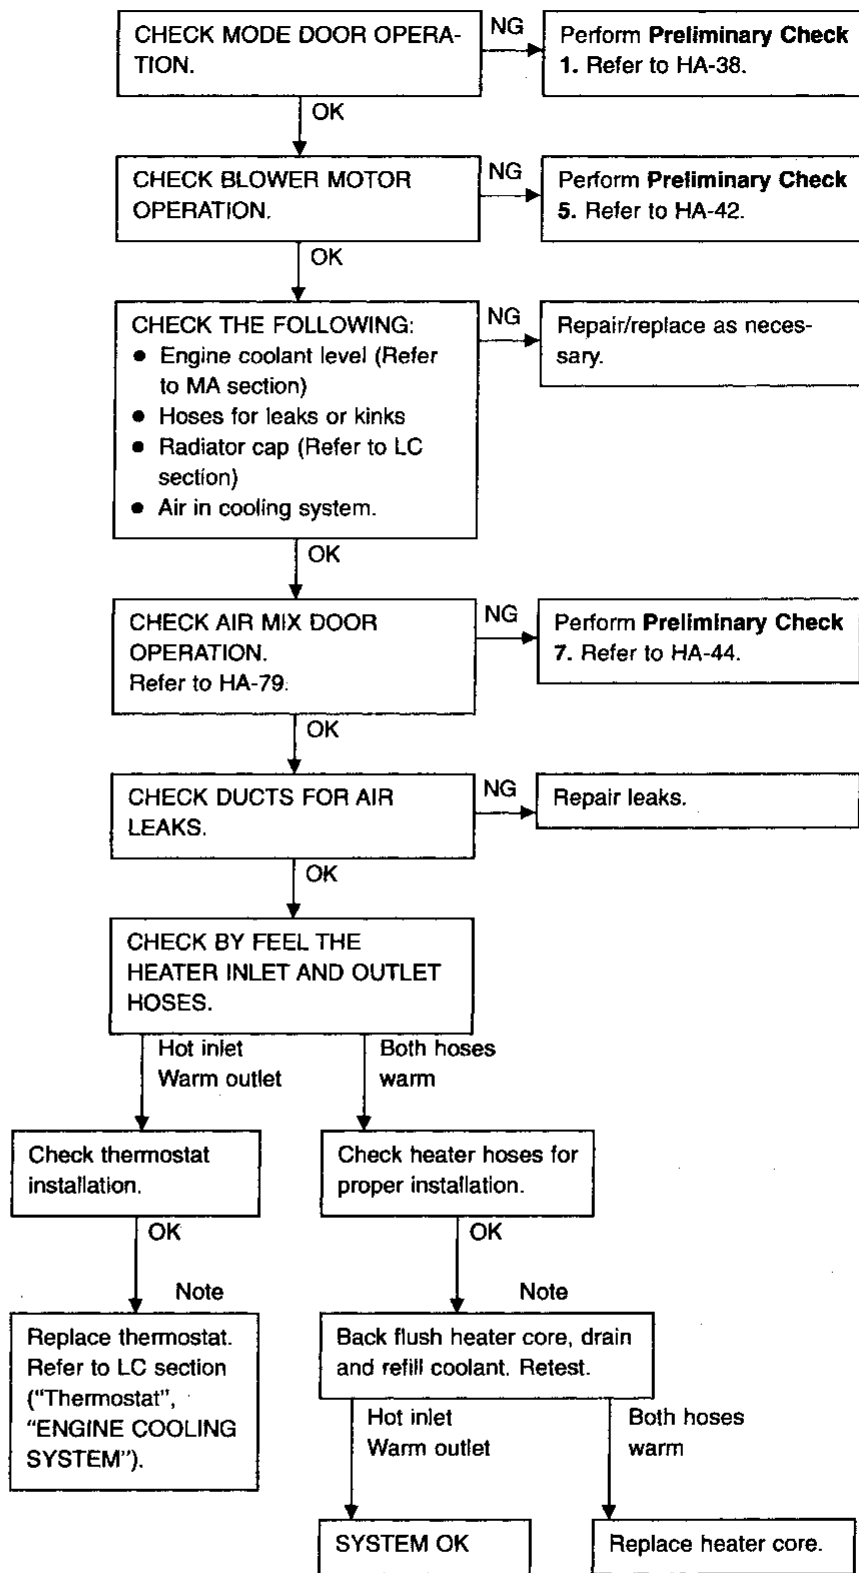 CHECK MODE DOOR OPERA-
TION.
NG
Perform Preliminary Check
1. Refer to HA-38.
OK
CHECK BLOWER MOTOR
OPERATION.
NG
Perform Preliminary Check
5. Refer to HA-42.
OK
CHECK THE FOLLOWING:
● Engine coolant level (Refer
to MA section)
● Hoses for leaks or kinks
● Radiator cap (Refer to LC
section)
● Air in cooling system.
NG
Repair/replace as neces-
sary.
OK
CHECK AIR MIX DOOR
OPERATION.
Refer to HA-79.
NG
Perform Preliminary Check
7. Refer to HA-44.
OK
CHECK DUCTS FOR AIR
LEAKS.
NG
Repair leaks.
OK
CHECK BY FEEL THE
HEATER INLET AND OUTLET
HOSES.
Hot inlet
Warm outlet
Both hoses
warm
Check thermostat
installation.
Check heater hoses for
proper installation.
OK
OK
Note
Note
Replace thermostat.
Refer to LC section
("Thermostat",
"ENGINE COOLING
SYSTEM").
Back flush heater core, drain
and refill coolant. Retest.
Hot inlet
Warm outlet
Both hoses
warm
SYSTEM OK
Replace heater core.